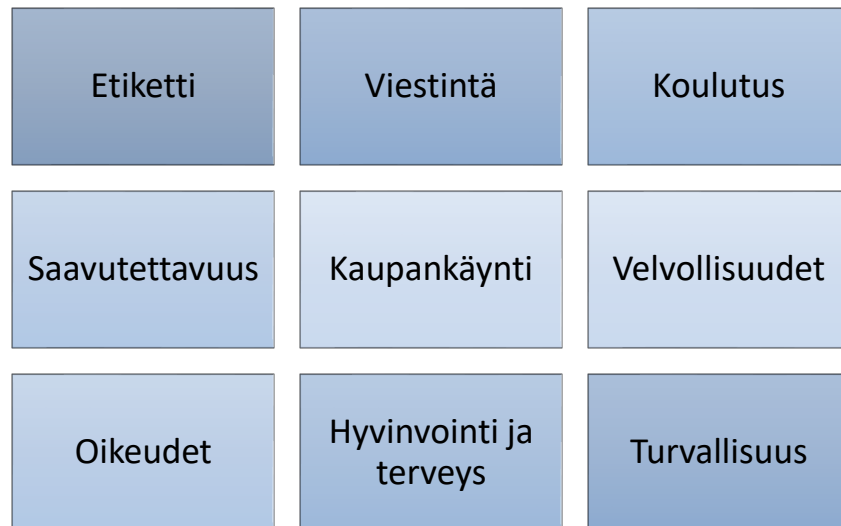 Etiketti
Viestintä
Koulutus
Saavutettavuus
Kaupankäynti
Velvollisuudet
Oikeudet
Hyvinvointi ja
terveys
Turvallisuus